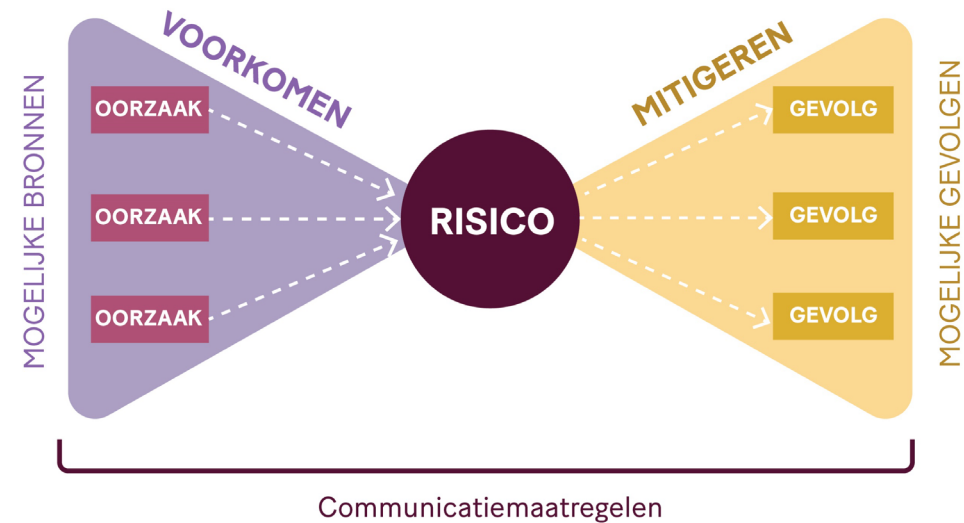 VOORKOMEN
MITIGEREN
MOGELIJKE BRONNEN
OORZAAK
OORZAAK
OORZAAK
RISICO
GEVOLG
GEVOLG
GEVOLG
MOGELIJKE GEVOLGEN
Communicatiemaatregelen